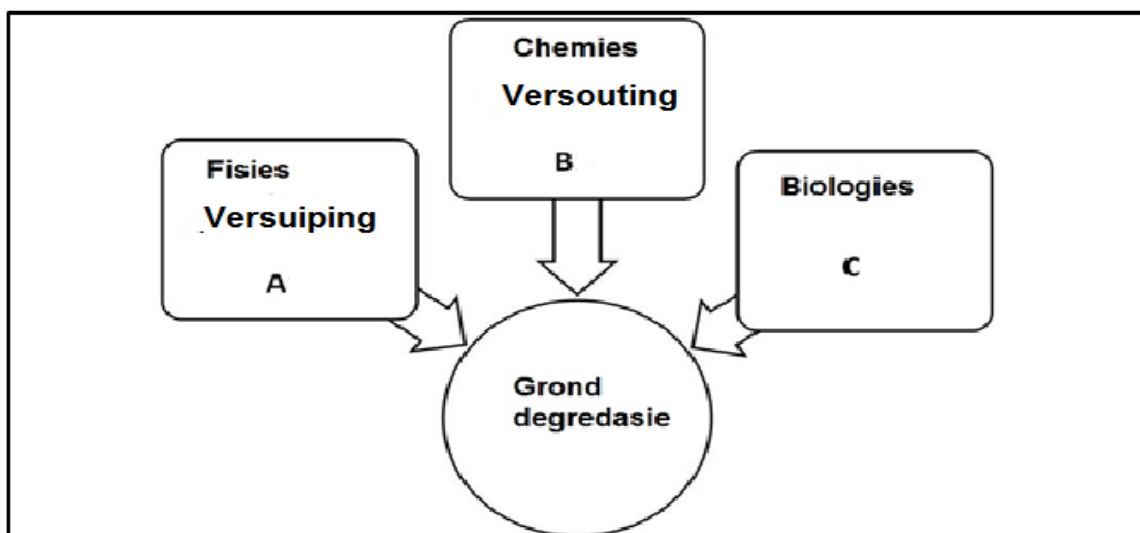 Chemies
Versouting
B
Fisies
Versuiping
A
Biologies
C
Grond
degredasie